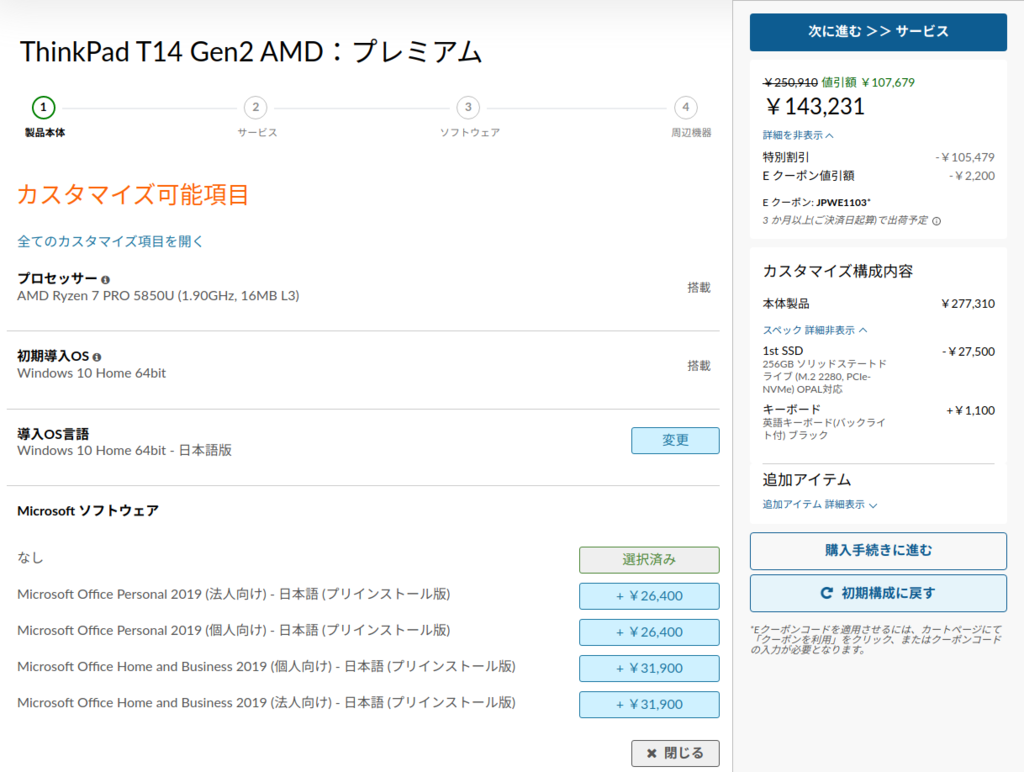 ThinkPad T14 Gen2 AMD：プレミアム
1
2
3
4
製品本体
サービス
ソフトウェア
周辺機器
カスタマイズ可能項目
全てのカスタマイズ項目を開く
プロセッサー
AMD Ryzen 7 PRO 5850U (1.90GHz, 16MB L3)
搭載
初期導入OS
Windows 10 Home 64bit
搭載
導入OS言語
Windows 10 Home 64bit - 日本語版
変更
Microsoft ソフトウェア
なし
選択済み
Microsoft Office Personal 2019 (法人向け) - 日本語 (プリインストール版)
+ ￥26,400
Microsoft Office Personal 2019 (個人向け) - 日本語 (プリインストール版)
+ ￥26,400
Microsoft Office Home and Business 2019 (個人向け) - 日本語 (プリインストール版)
+ ￥31,900
Microsoft Office Home and Business 2019 (法人向け) - 日本語 (プリインストール版)
+ ￥31,900
✖ 閉じる
次に進む >> サービス
￥250,910 値引額 ￥107,679
￥143,231
詳細を非表示
特別割引
-￥105,479
E クーポン値引額
-￥2,200
E クーポン: JPWE1103*
3 か月以上(ご決済日起算)で出荷予定
カスタマイズ構成内容
本体製品
￥277,310
スペック 詳細非表示
1st SSD
-￥27,500
256GB ソリッドステートド
ライブ (M.2 2280, PCIe-
NVMe) OPAL対応
キーボード
+￥1,100
英語キーボード(バックライ
ト付) ブラック
追加アイテム
追加アイテム 詳細表示
購入手続きに進む
初期構成に戻す
*Eクーポンコードを適用させるには、カートページにて
「クーポンを利用」をクリック、またはクーポンコード
の入力が必要となります。